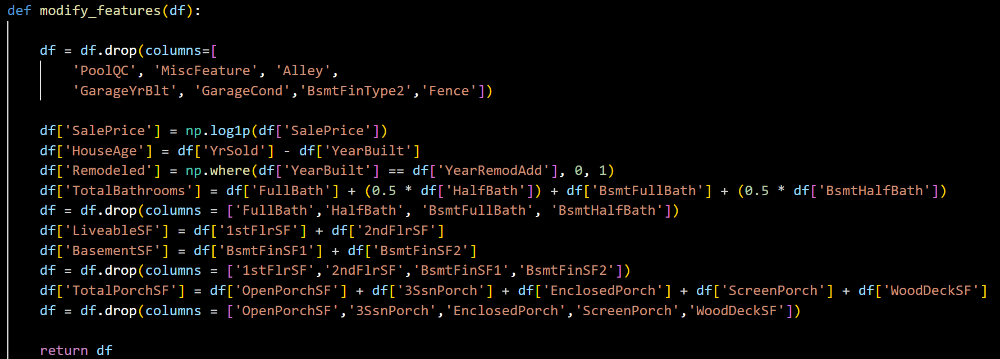 def modify_features(df):
df = df.drop(columns=[
'PoolQC', 'MiscFeature', 'Alley',
'GarageYrBlt', 'GarageCond','BsmtFinType2','Fence'])
df['SalePrice'] = np.log1p(df['SalePrice'])
df['HouseAge'] = df['YrSold'] - df['YearBuilt']
df['Remodeled'] = np.where(df['YearBuilt'] == df['YearRemodAdd'], 0, 1)
df['TotalBathrooms'] = df['FullBath'] + (0.5 * df['HalfBath']) + df['BsmtFullBath'] + (0.5 * df['BsmtHalfBath'])
df = df.drop(columns = ['FullBath','HalfBath', 'BsmtFullBath', 'BsmtHalfBath'])
df['LiveableSF'] = df['1stFlrSF'] + df['2ndFlrSF']
df['BasementSF'] = df['BsmtFinSF1'] + df['BsmtFinSF2']
df = df.drop(columns = ['1stFlrSF','2ndFlrSF','BsmtFinSF1','BsmtFinSF2'])
df['TotalPorchSF'] = df['OpenPorchSF'] + df['3SsnPorch'] + df['EnclosedPorch'] + df['ScreenPorch'] + df['WoodDeckSF']
df = df.drop(columns = ['OpenPorchSF','3SsnPorch','EnclosedPorch','ScreenPorch','WoodDeckSF'])
return df